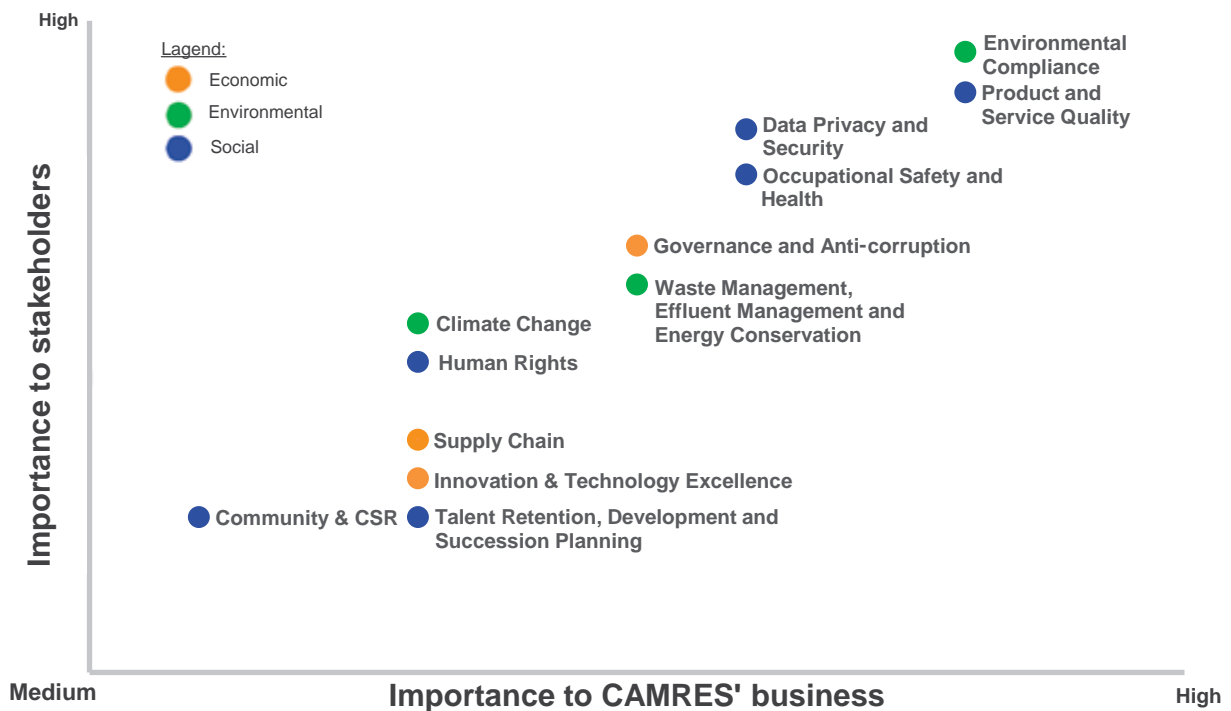 High
Lagend:
Economic
Environmental
Social
Environmental
Compliance
Product and
Service Quality
Data Privacy and
Security
Occupational Safety and
Health
Governance and Anti-corruption
Waste Management,
Effluent Management and
Energy Conservation
Climate Change
Human Rights
Supply Chain
Innovation & Technology Excellence
Community & CSR
Talent Retention, Development and
Succession Planning
Importance to stakeholders
Medium
Importance to CAMRES' business
High